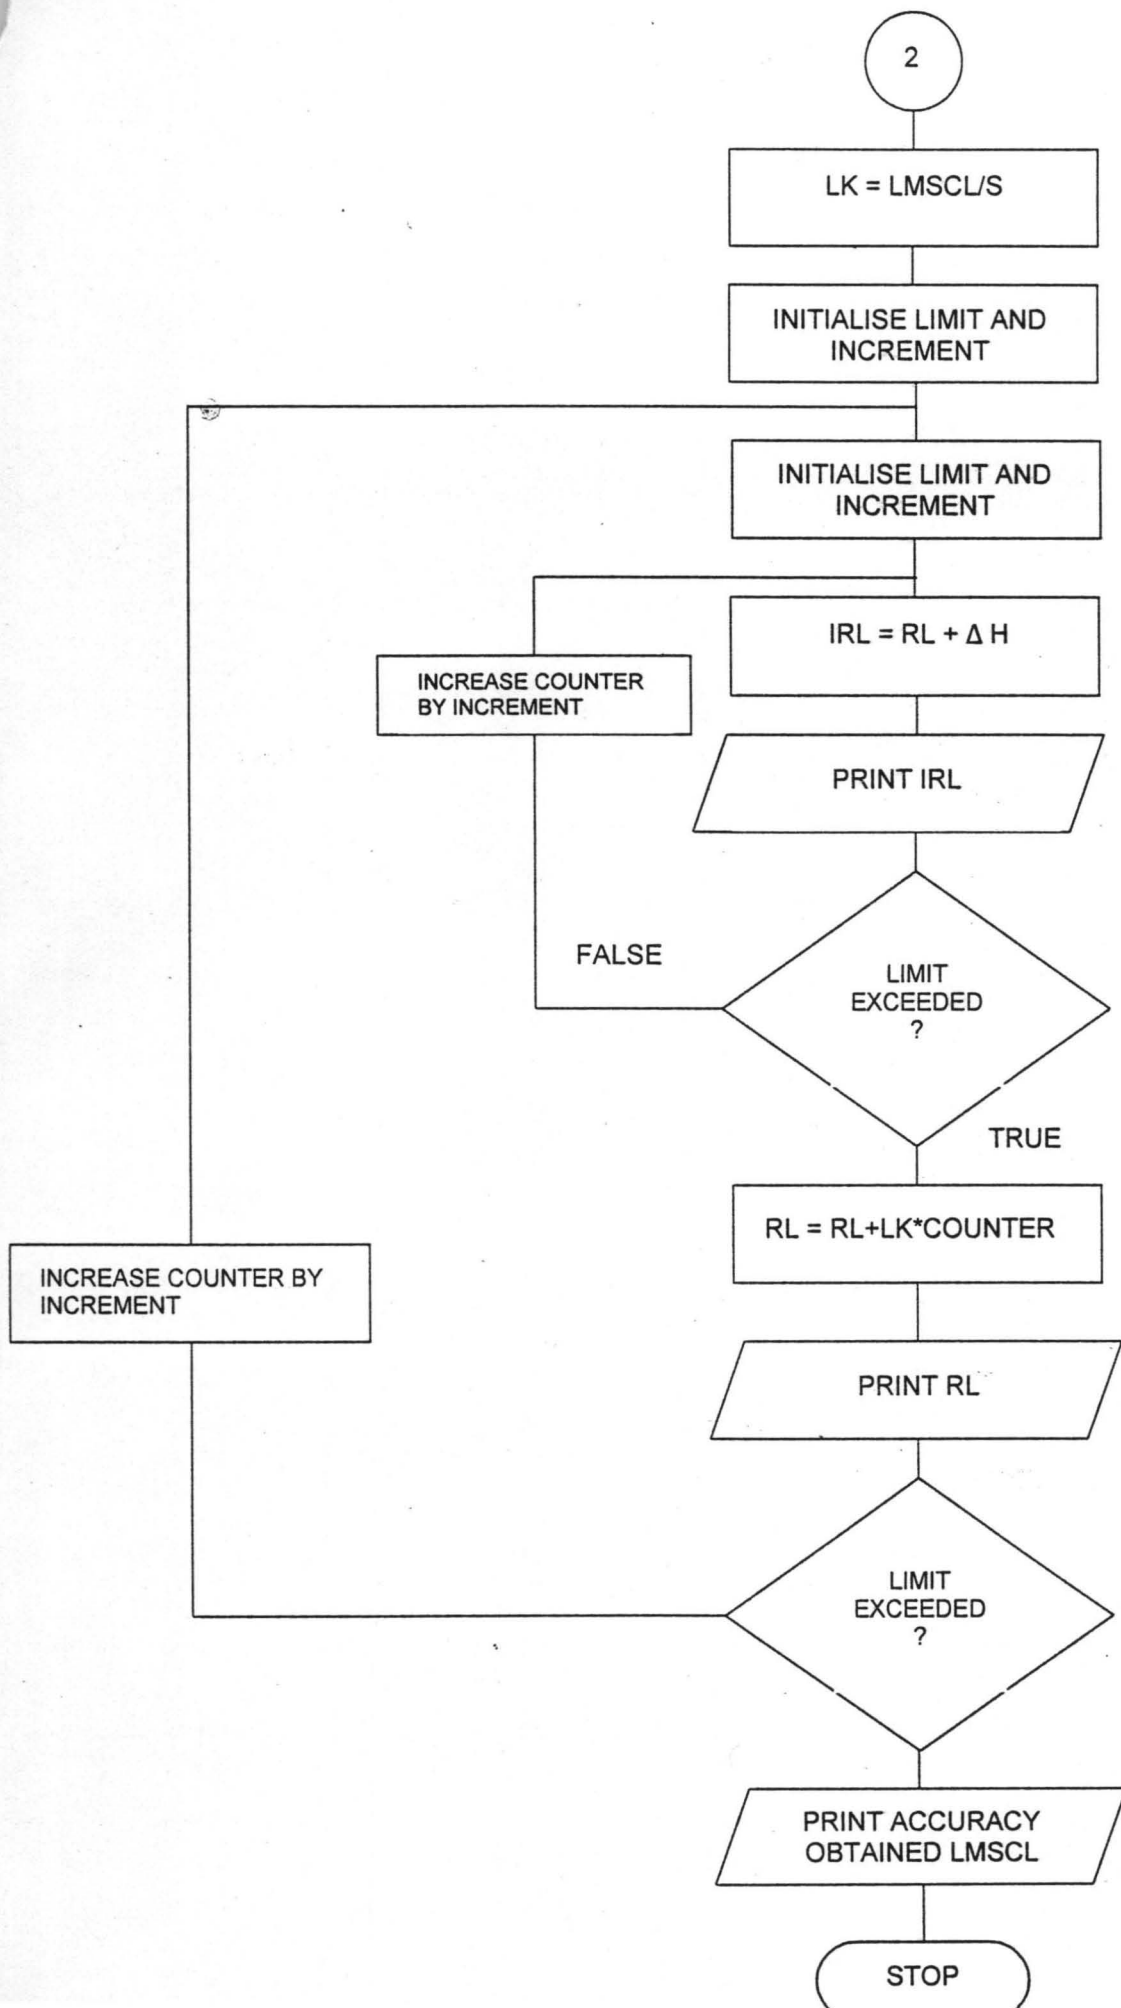 2
LK = LMSCL/S
INITIALISE LIMIT AND
INCREMENT
INITIALISE LIMIT AND
INCREMENT
IRL = RL + Δ H
INCREASE COUNTER
BY INCREMENT
PRINT IRL
FALSE
LIMIT
EXCEEDED
?
TRUE
RL = RL+LK*COUNTER
INCREASE COUNTER BY
INCREMENT
PRINT RL
LIMIT
EXCEEDED
?
PRINT ACCURACY
OBTAINED LMSCL
STOP